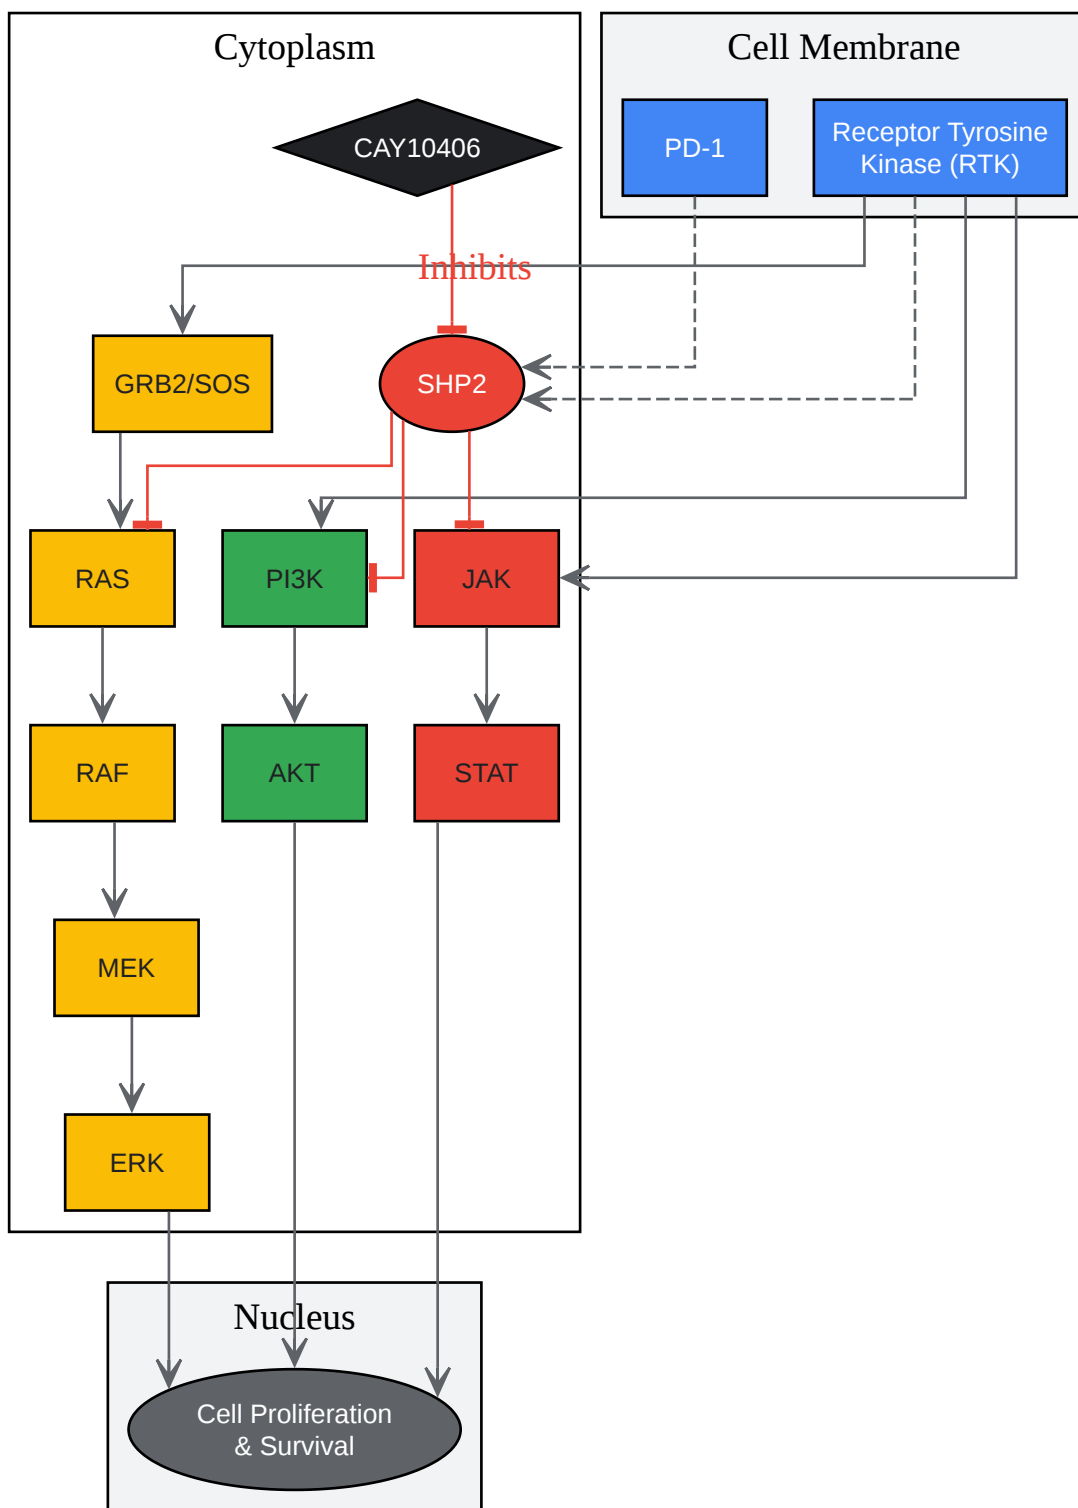 Cytoplasm
Cell Membrane
CAY10406
PD-1
Receptor Tyrosine
Kinase (RTK)
Inhibits
GRB2/SOS
SHP2
RAS
PI3K
JAK
RAF
AKT
STAT
MEK
ERK
Nucleus
Cell Proliferation
& Survival